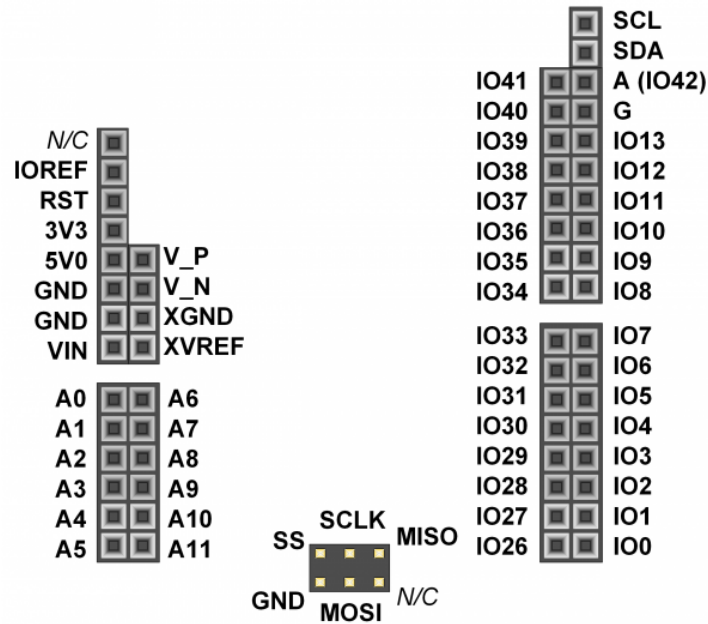 SCL
SDA
IO41 A (IO42)
IO40 G
IO39 IO13
IO38 IO12
IO37 IO11
IO36 IO10
IO35 IO9
IO34 IO8
IO33 IO7
IO32 IO6
IO31 IO5
IO30 IO4
IO29 IO3
IO28 IO2
IO27 IO1
IO26 IO0
N/C
IOREF
RST
3V3
5V0 V_P
GND V_N
GND XGND
VIN XVREF
A0 A6
A1 A7
A2 A8
A3 A9
A4 A10
A5 A11
SS SCLK MISO
GND MOSI N/C